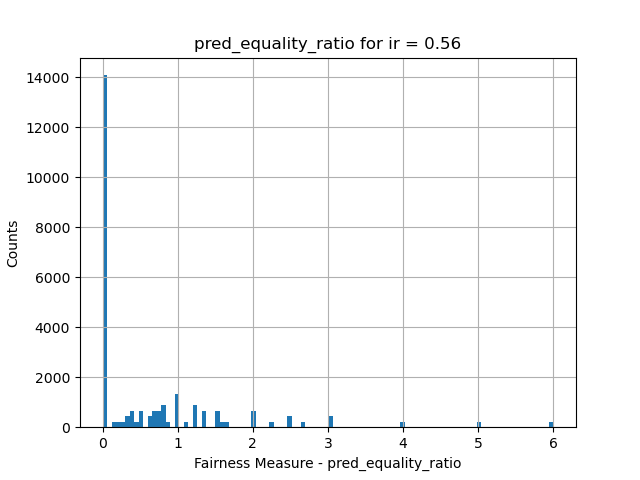 pred_equality_ratio for ir = 0.56
14000
12000
10000
8000
6000
4000
2000
0
Counts
0 1 2 3 4 5 6
Fairness Measure - pred_equality_ratio